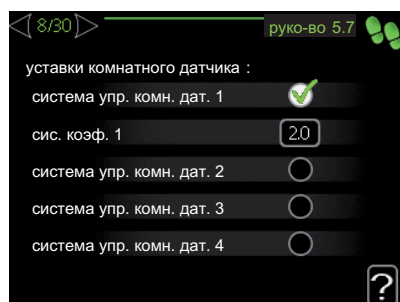 8/30 руко-во 5.7
уставки комнатного датчика :
система упр. комн. дат. 1
сис. коэф. 1 2.0
система упр. комн. дат. 2
система упр. комн. дат. 3
система упр. комн. дат. 4
?